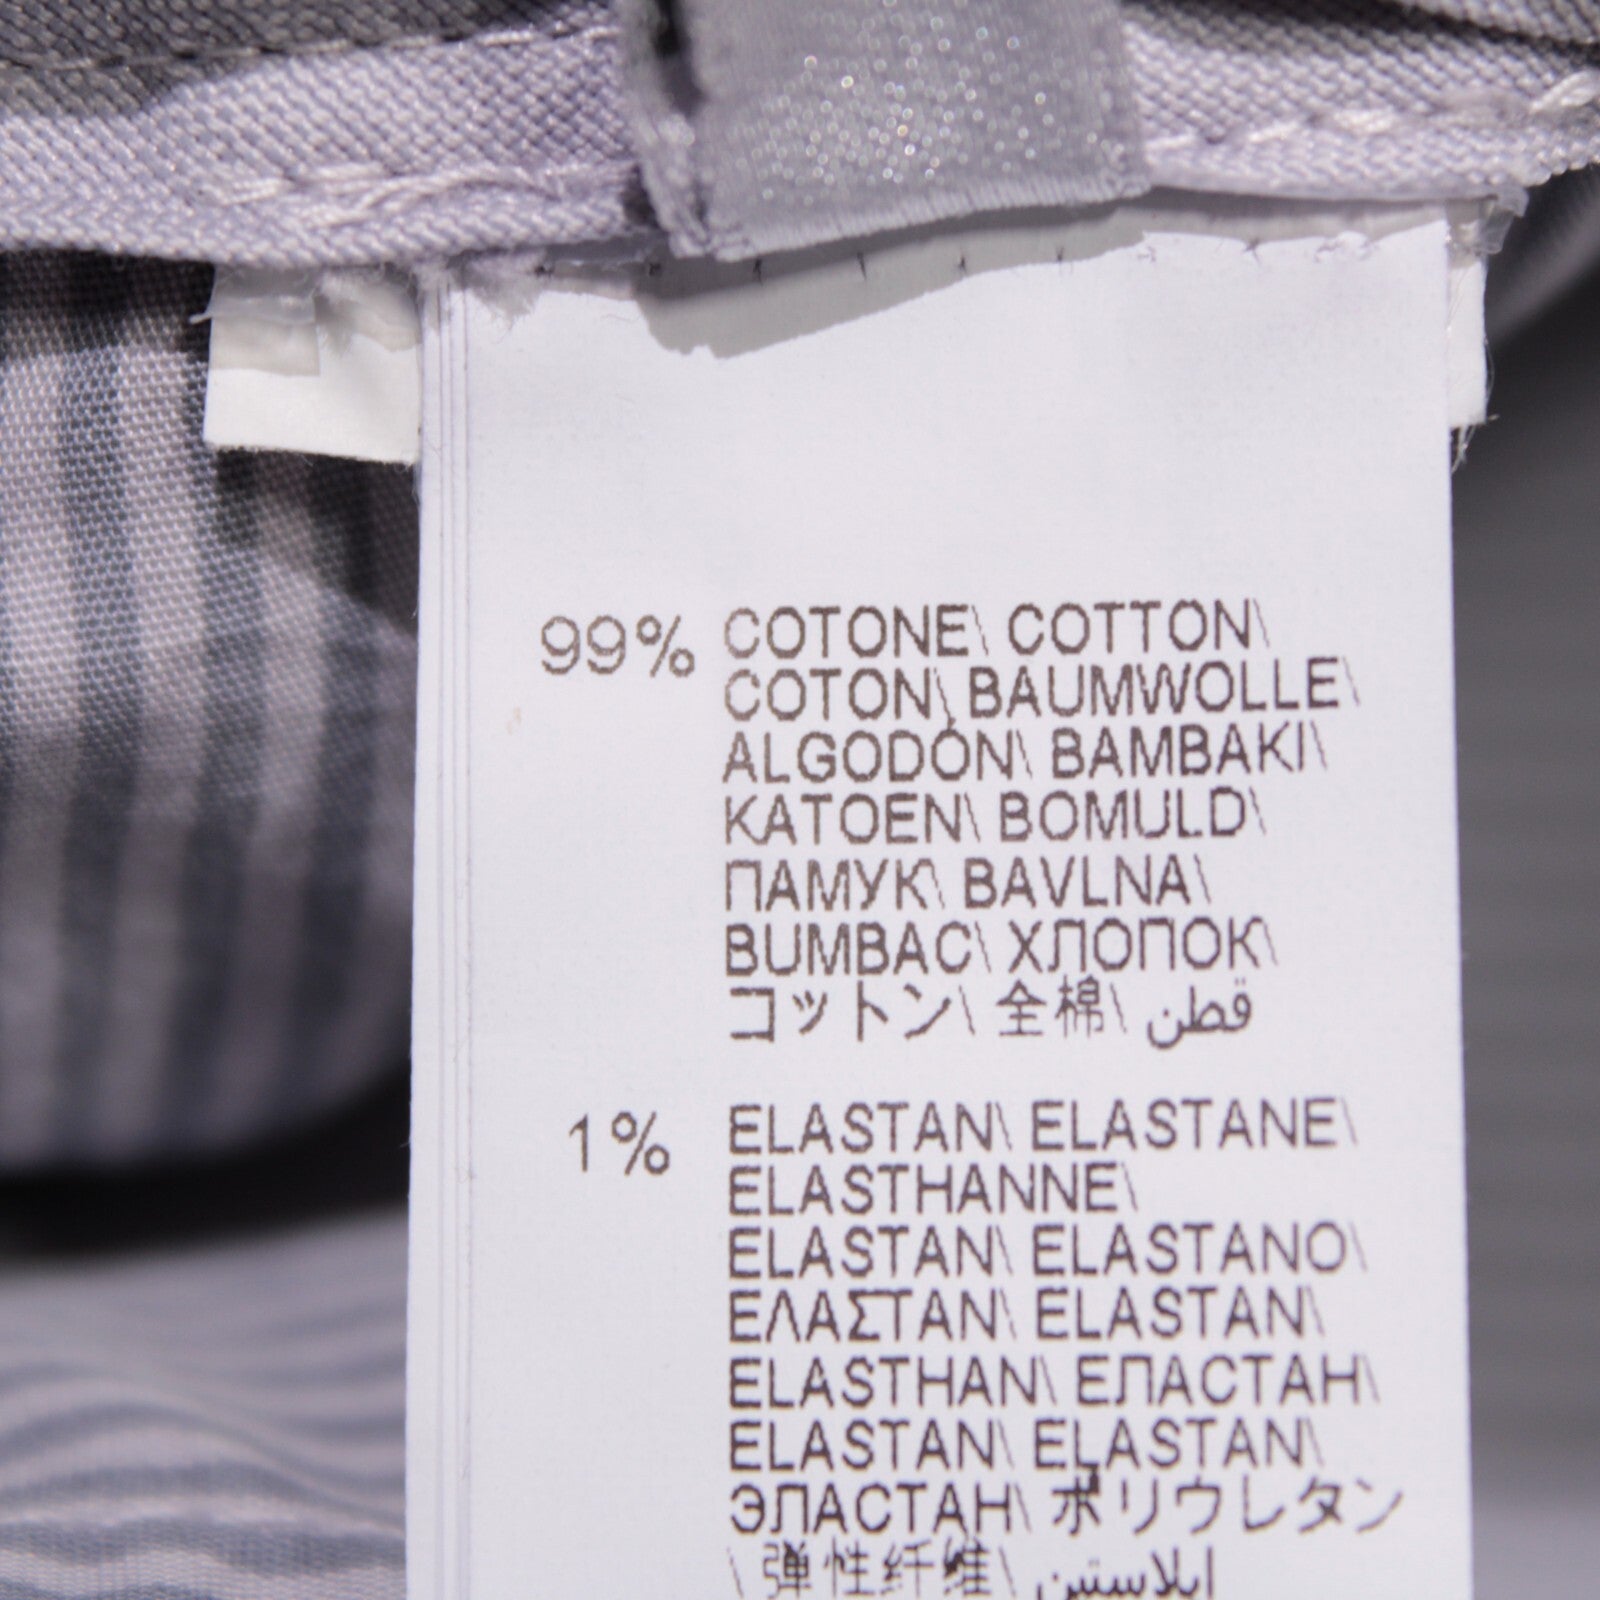 99% COTONE\ COTTON\
COTON\ BAUMWOLLE\
ALGODÓN\ BAMBAKI\
KATOEN\ BOMULD\
ПАМУК\ BAVLNA\
BUMBAC\ ХЛОПОК\
コットン\ 全棉\ قطن
1% ELASTAN\ ELASTANE\
ELASTHANNE\
ELASTAN\ ELASTANO\
ΕΛΑΣΤΑΝ\ ELASTAN\
ELASTHAN\ ЕЛАСТАН\
ELASTAN\ ELASTAN\
ЭЛАСТАН\ ポリウレタン
\ 弹性纤维\ ايلاستين